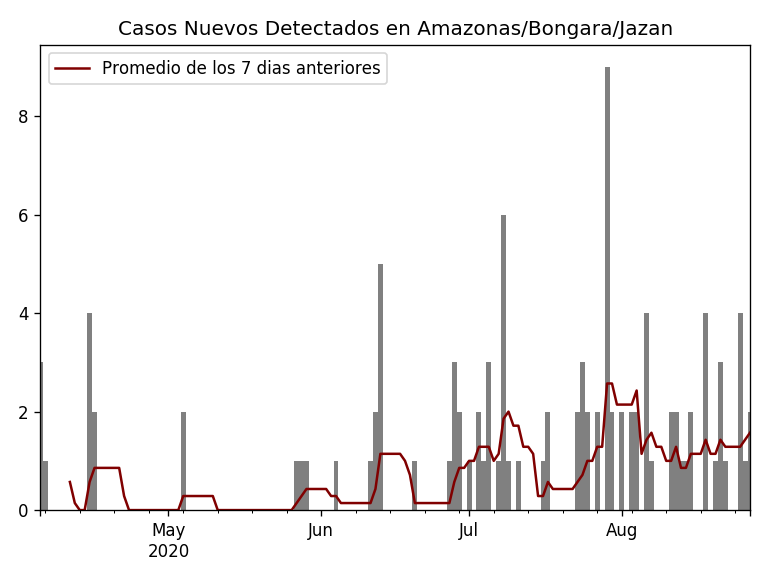 Casos Nuevos Detectados en Amazonas/Bongara/Jazan
Promedio de los 7 dias anteriores
8
6
4
2
0
May
2020
Jun
Jul
Aug